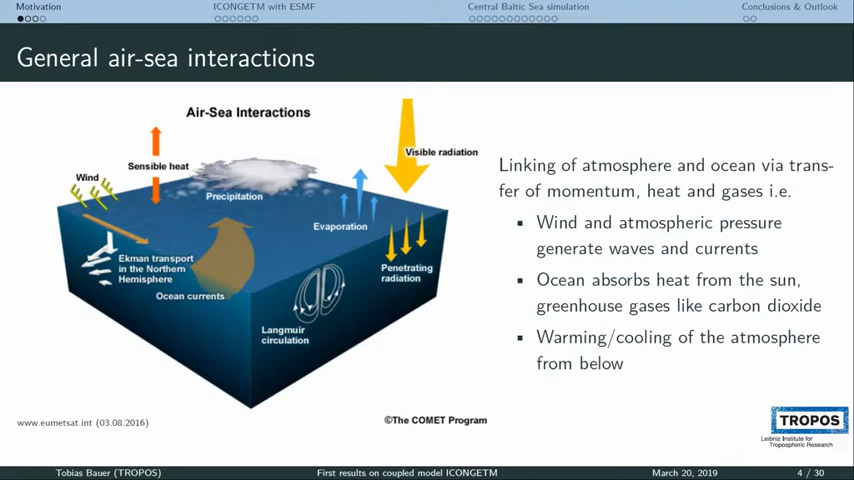 Motivation
ICONGETM with ESMF
Central Baltic Sea simulation
Conclusions & Outlook
General air-sea interactions
Air-Sea Interactions
Sensible heat
Visible radiation
Wind
Precipitation
Evaporation
Ekman transport
in the Northern
Hemisphere
Penetrating
radiation
Ocean currents
Langmuir
circulation
www.eumetsat.int (03.08.2016)
©The COMET Program
Linking of atmosphere and ocean via trans-
fer of momentum, heat and gases i.e.
Wind and atmospheric pressure
generate waves and currents
Ocean absorbs heat from the sun,
greenhouse gases like carbon dioxide
Warming/cooling of the atmosphere
from below
TROPOS
Leibniz Institute for
Tropospheric Research
Tobias Bauer (TROPOS)
First results on coupled model ICONGETM
March 20, 2019
4 / 30